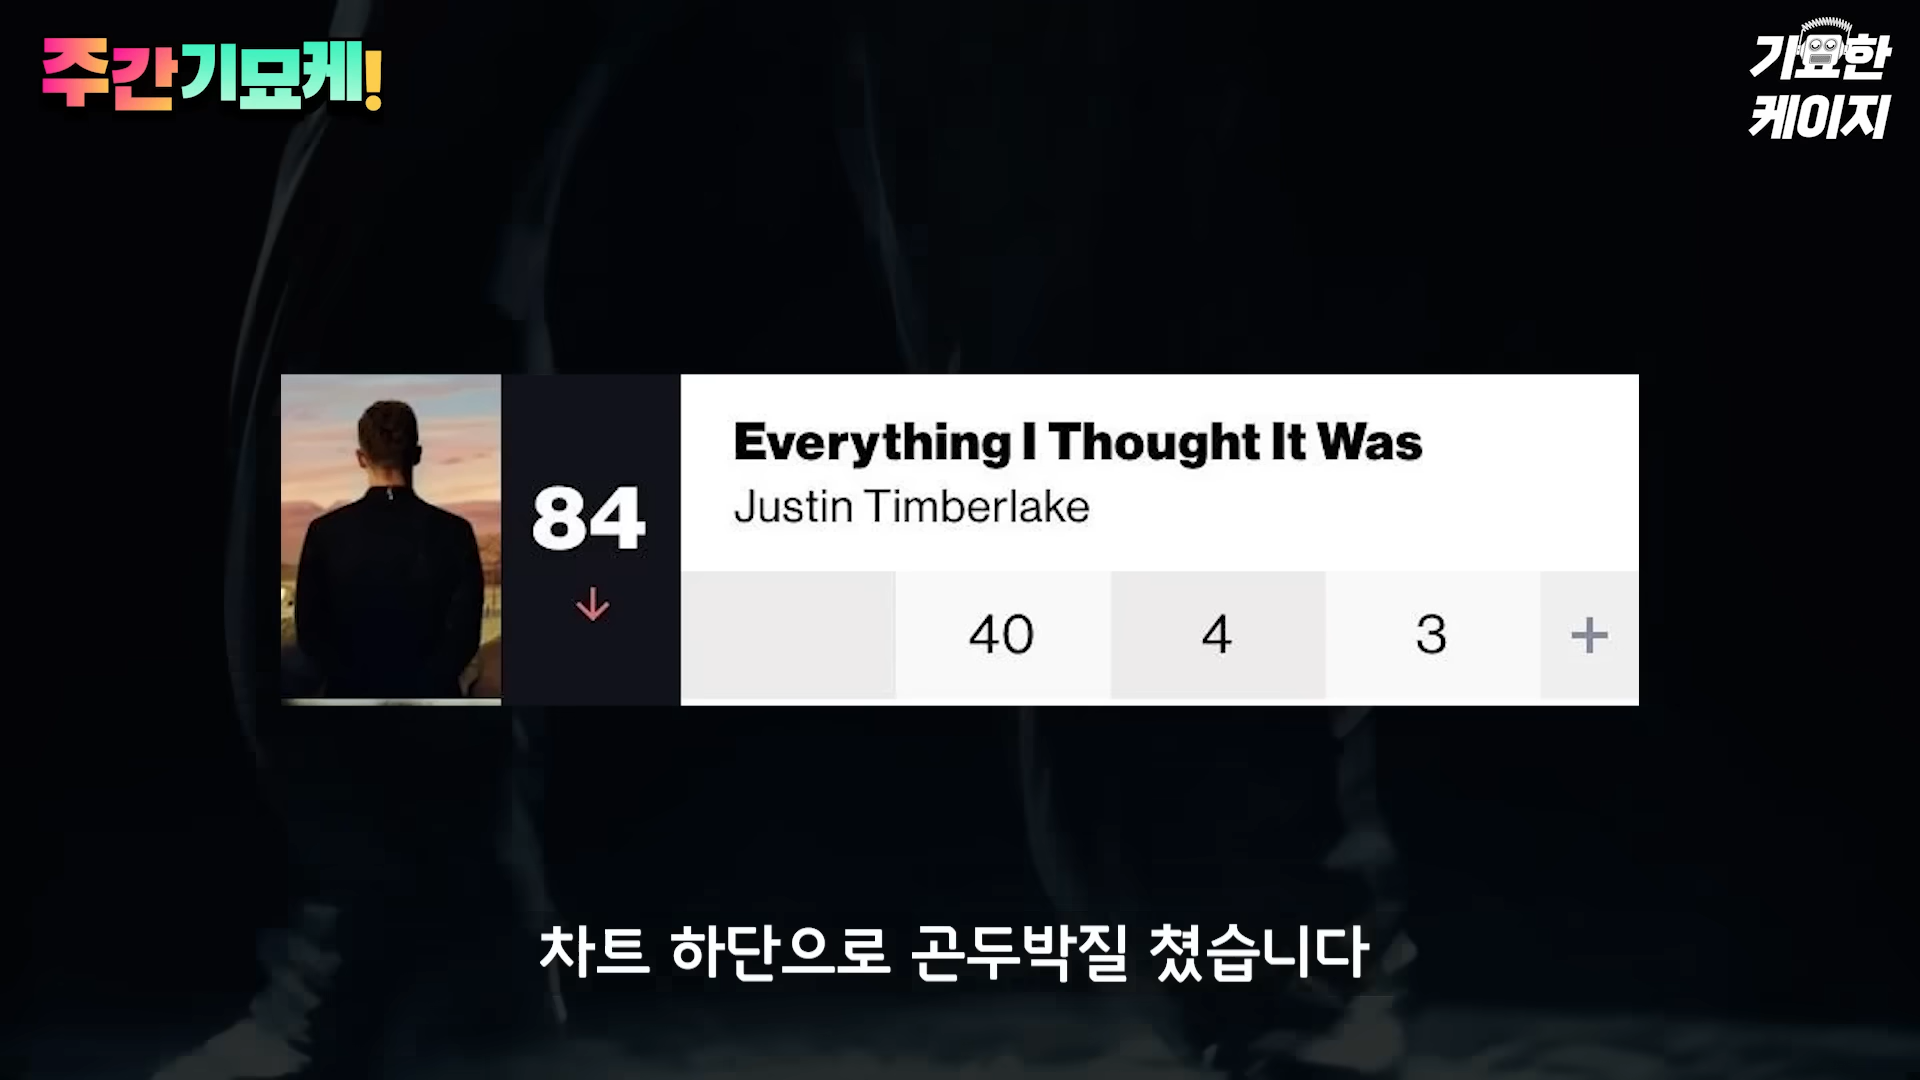 주간기묘케!
기묘한
케이지
84
Everything I Thought It Was
Justin Timberlake
40 4 3 +
차트 하단으로 곤두박질 쳤습니다